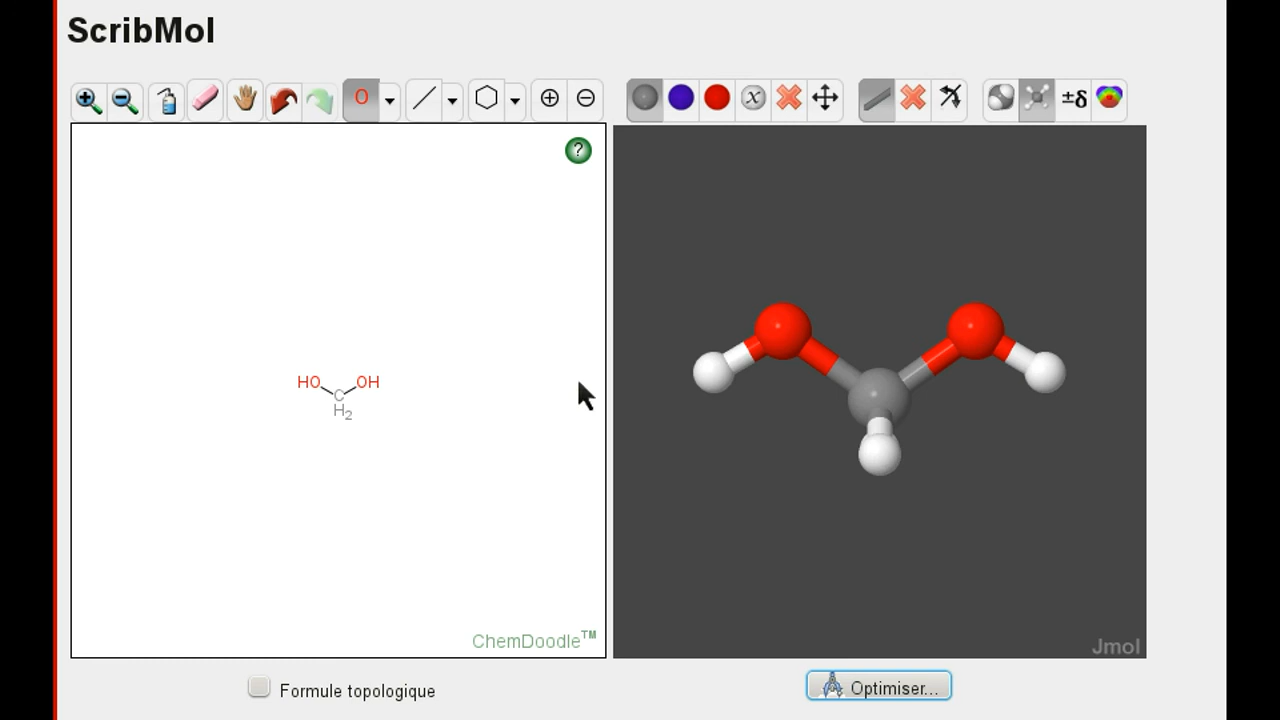 ScribMol
O
x
±δ
?
HO OH
C
H₂
ChemDoodle™
Jmol
Formule topologique
Optimiser...